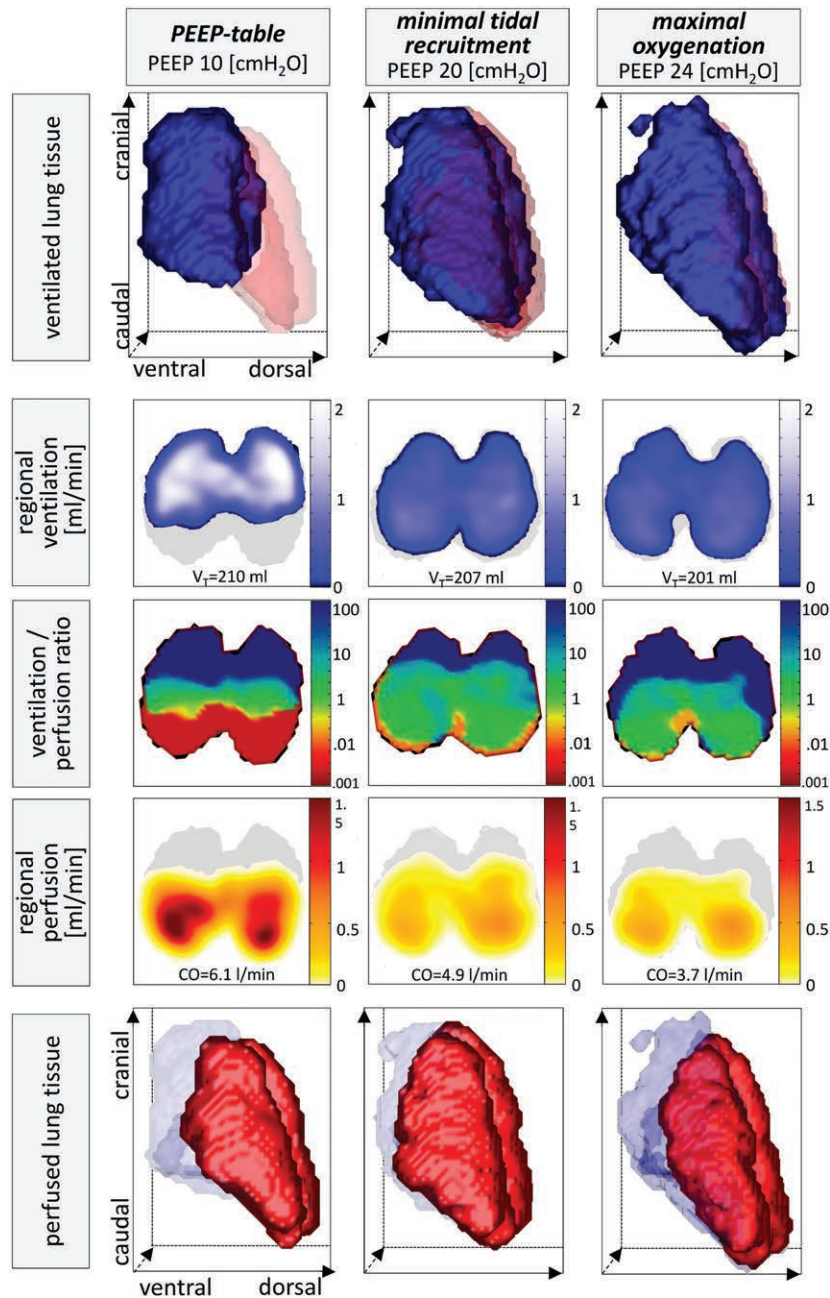 PEEP-table
PEEP 10 [cmH₂O]
minimal tidal
recruitment
PEEP 20 [cmH₂O]
maximal
oxygenation
PEEP 24 [cmH₂O]
ventilated lung tissue
cranial
caudal
ventral
dorsal
regional
ventilation
[ml/min]
2
1
0
V_T=210 ml
2
1
0
V_T=207 ml
2
1
0
V_T=201 ml
ventilation /
perfusion ratio
100
10
1
.01
.001
100
10
1
.01
.001
100
10
1
.01
.001
regional
perfusion
[ml/min]
1.
5
1
0.5
0
CO=6.1 l/min
1.
5
1
0.5
0
CO=4.9 l/min
1.5
1
0.5
0
CO=3.7 l/min
perfused lung tissue
cranial
caudal
ventral
dorsal